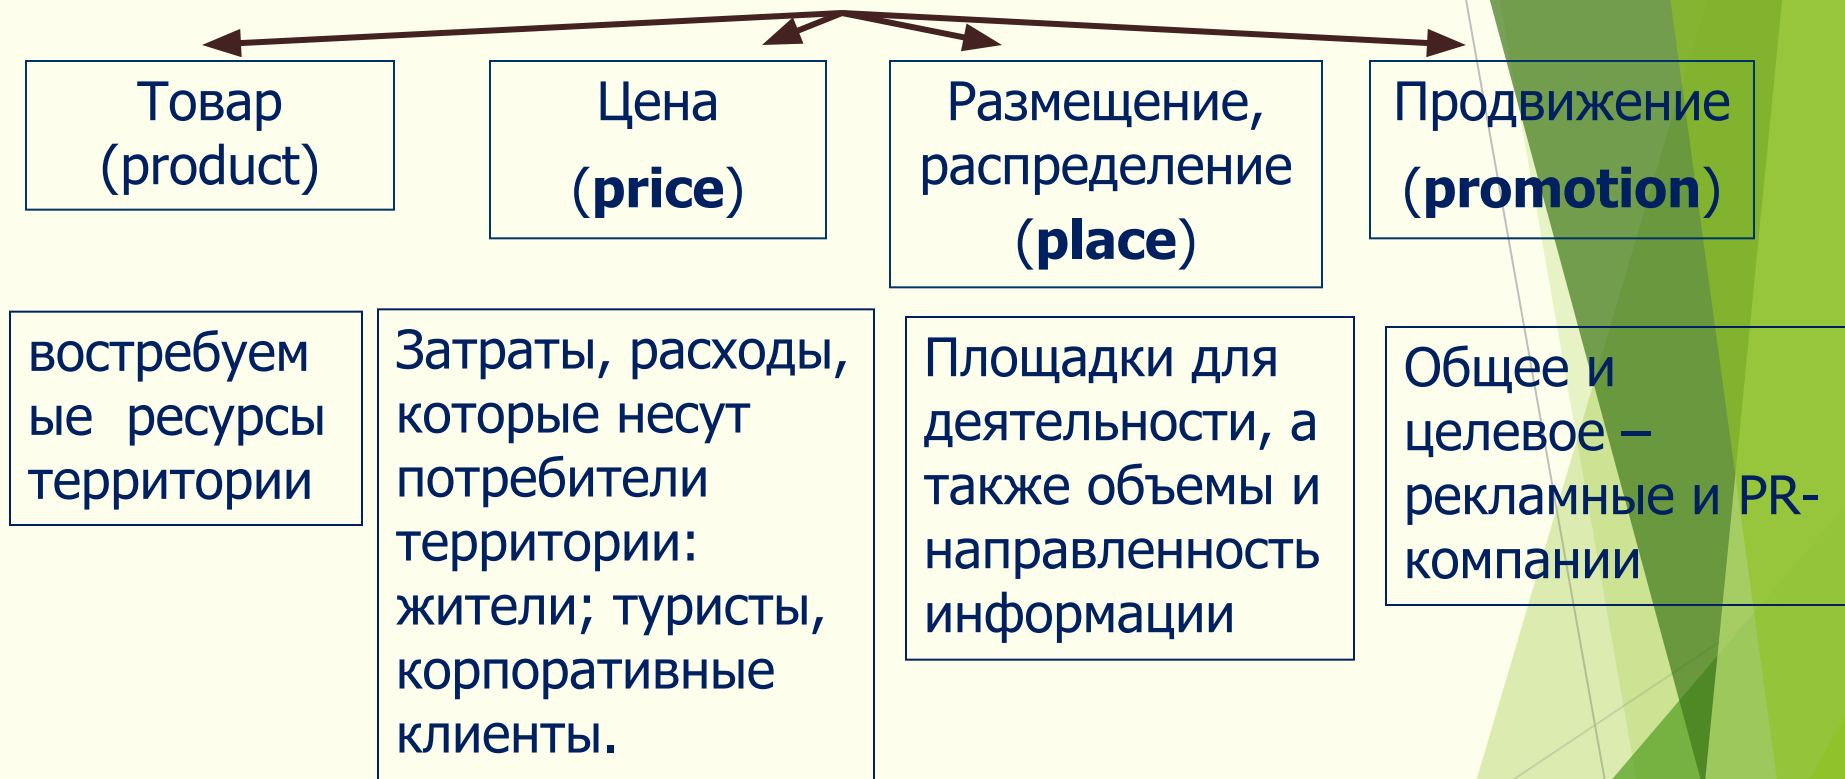 Товар
(product)
Цена
(price)
Размещение,
распределение
(place)
Продвижение
(promotion)
востребуем
ые ресурсы
территории
Затраты, расходы,
которые несут
потребители
территории:
жители; туристы,
корпоративные
клиенты.
Площадки для
деятельности, а
также объемы и
направленность
информации
Общее и
целевое –
рекламные и PR-
компании